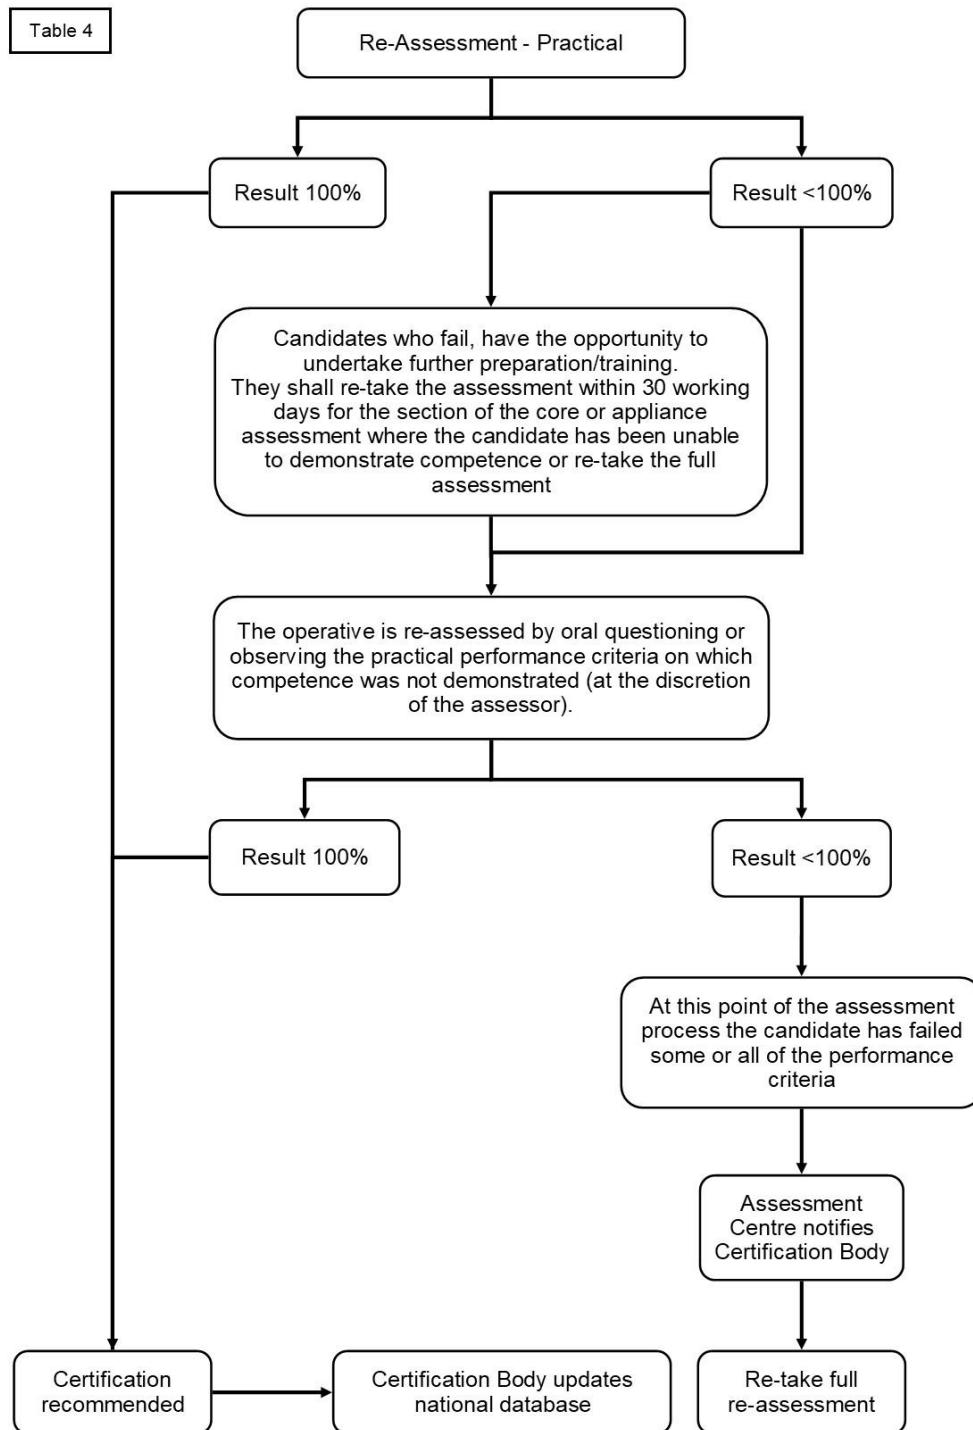 Table 4
Re-Assessment - Practical
Result 100%
Result <100%
Candidates who fail, have the opportunity to
undertake further preparation/training.
They shall re-take the assessment within 30 working
days for the section of the core or appliance
assessment where the candidate has been unable
to demonstrate competence or re-take the full
assessment
The operative is re-assessed by oral questioning or
observing the practical performance criteria on which
competence was not demonstrated (at the discretion
of the assessor).
Result 100%
Result <100%
At this point of the assessment
process the candidate has failed
some or all of the performance
criteria
Assessment
Centre notifies
Certification Body
Certification
recommended
Certification Body updates
national database
Re-take full
re-assessment